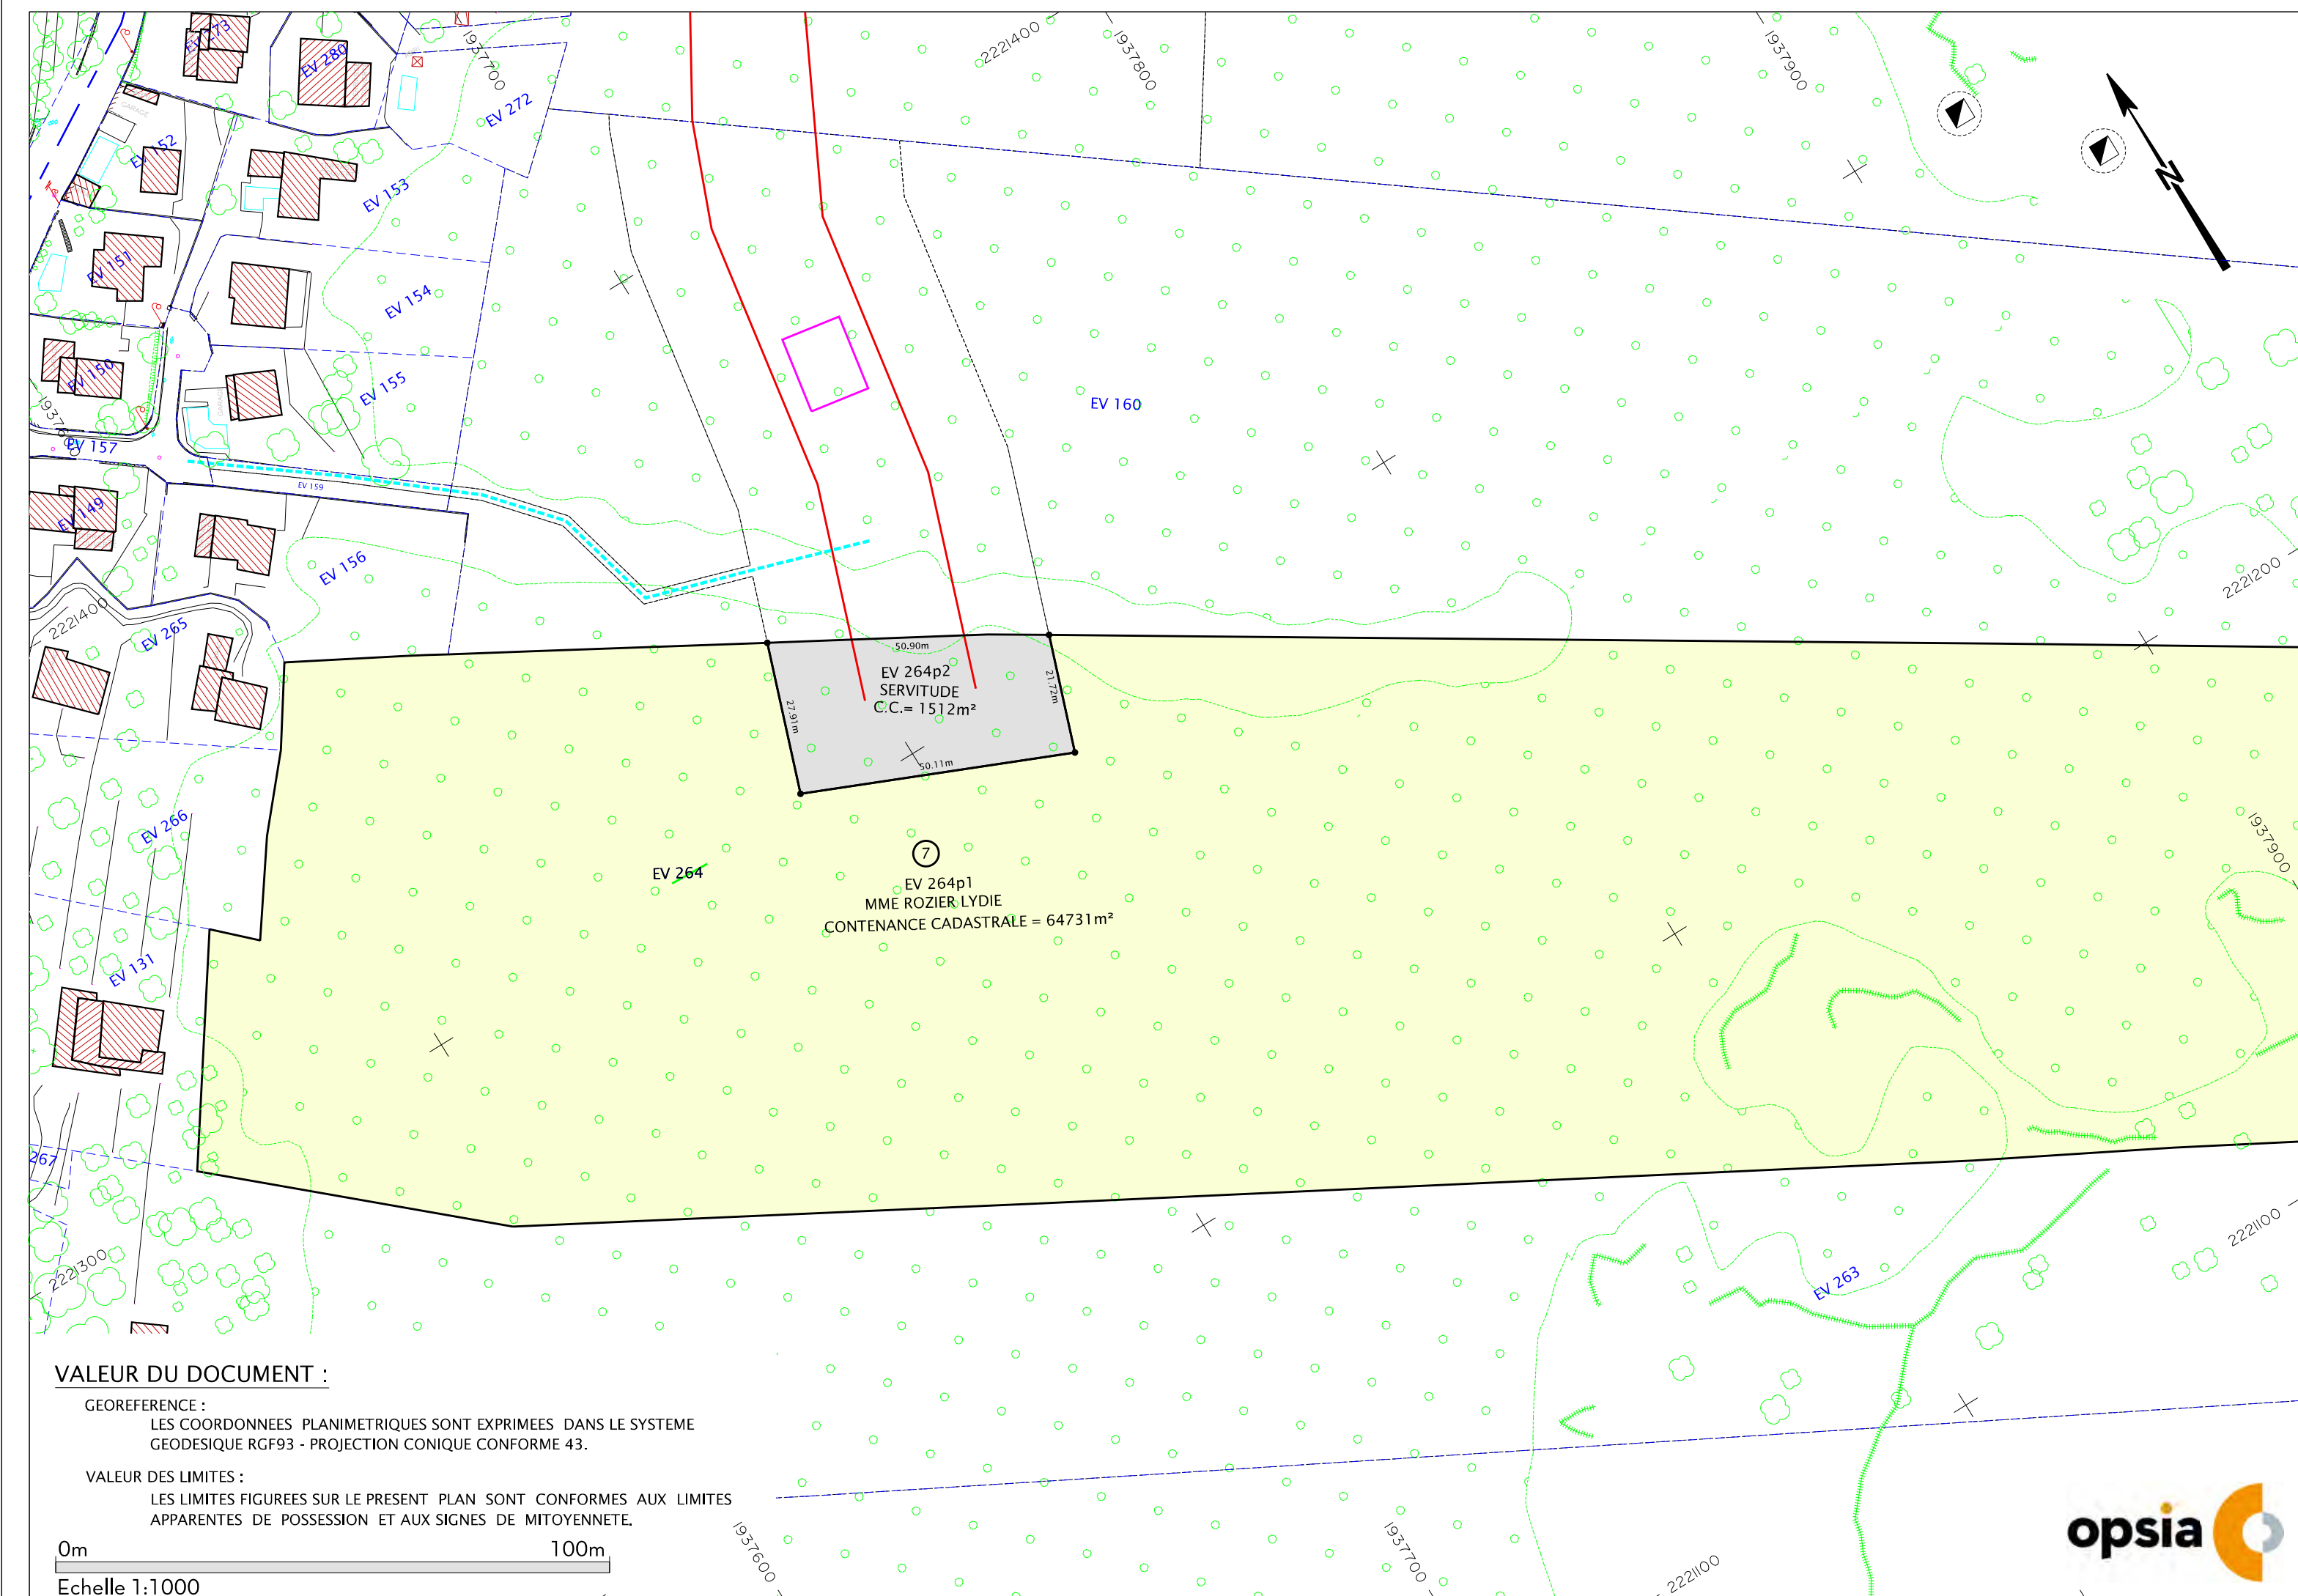 EV 280
1937700
EV 272
2221400
1937800
1937900
N
GARAGE
EV 153
EV 151
EV 154
EV 150
GARAGE
EV 155
EV 160
EV 157
EV 159
EV 149
EV 156
2221200
2221400
EV 265
50.90m
EV 264p2
SERVITUDE
C.C.= 1512m²
21.72m
27.91m
50.11m
EV 266
1937900
7
EV 264
EV 264p1
MME ROZIER LYDIE
CONTENANCE CADASTRALE = 64731m²
EV 131
267
2221100
2221300
EV 263
VALEUR DU DOCUMENT :
GEOREFERENCE :
LES COORDONNEES PLANIMETRIQUES SONT EXPRIMEES DANS LE SYSTEME
GEODESIQUE RGF93 - PROJECTION CONIQUE CONFORME 43.
VALEUR DES LIMITES :
LES LIMITES FIGUREES SUR LE PRESENT PLAN SONT CONFORMES AUX LIMITES
APPARENTES DE POSSESSION ET AUX SIGNES DE MITOYENNETE.
0m 100m
Echelle 1:1000
1937600
1937700
2221100
opsia